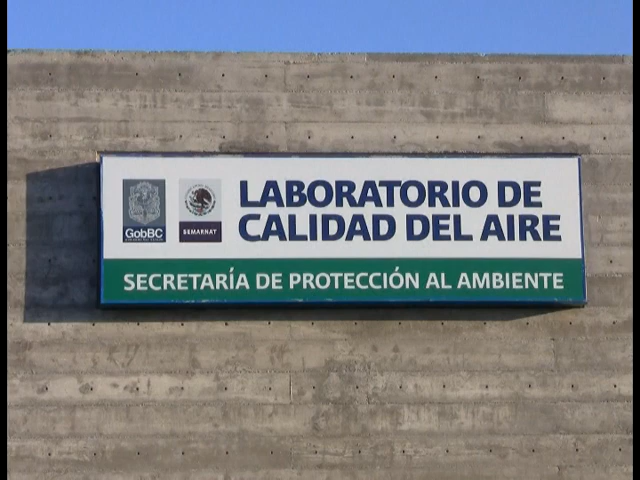 GobBC
SEMARNAT
LABORATORIO DE
CALIDAD DEL AIRE
SECRETARÍA DE PROTECCIÓN AL AMBIENTE